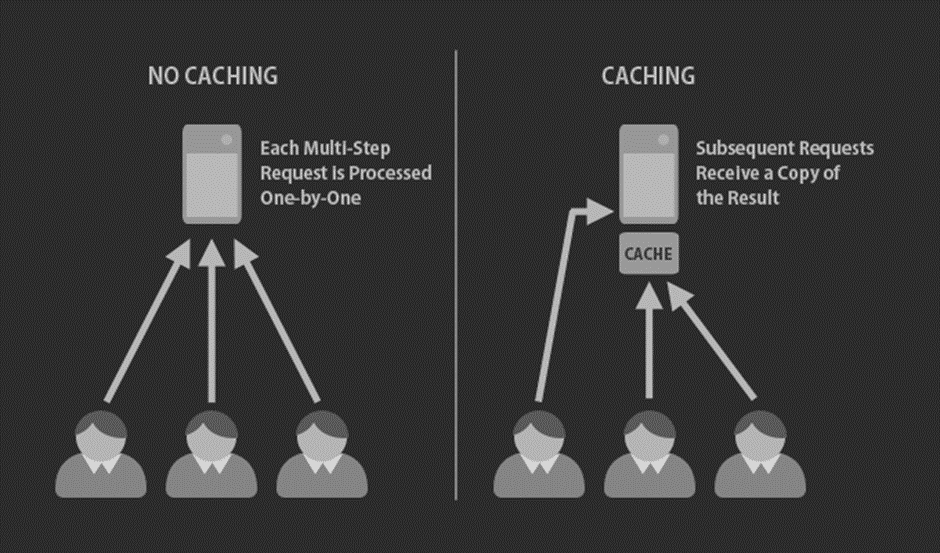 NO CACHING
Each Multi-Step
Request is Processed
One-by-One
CACHING
Subsequent Requests
Receive a Copy of
the Result
CACHE